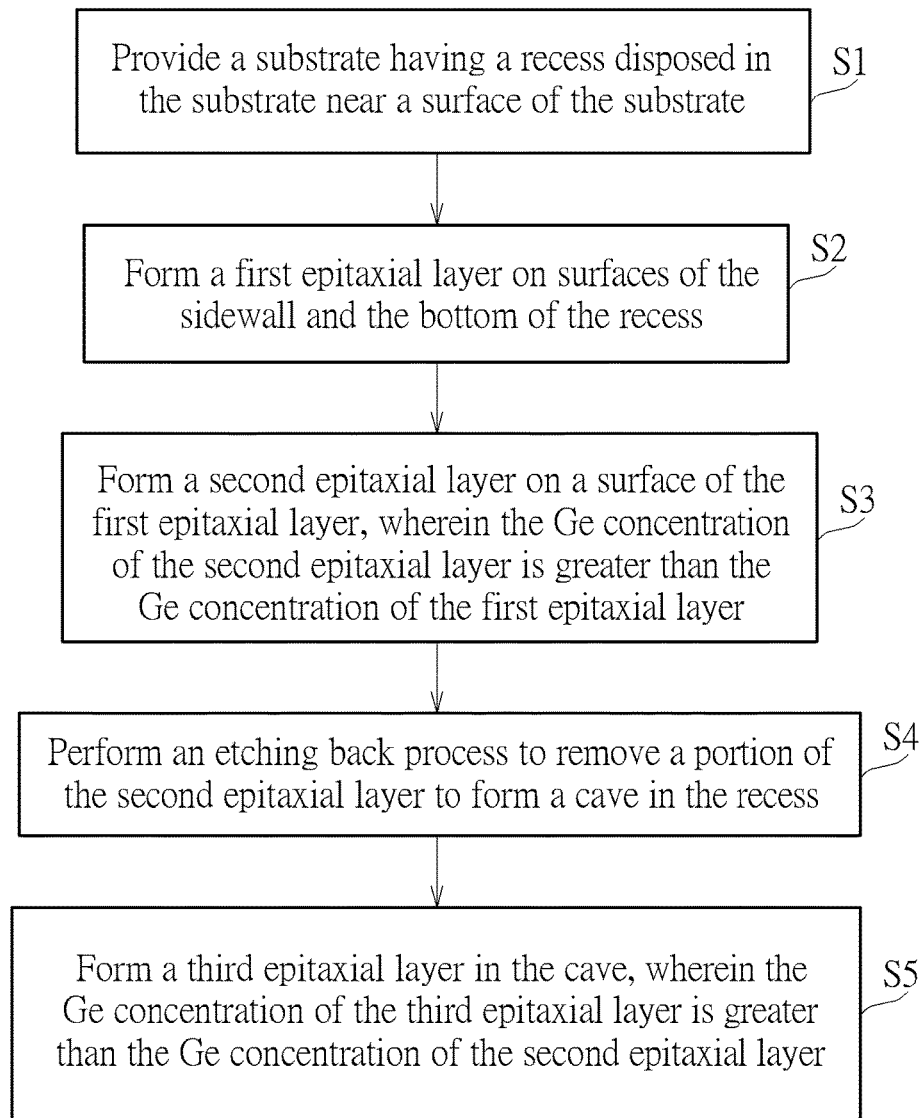 Provide a substrate having a recess disposed in
the substrate near a surface of the substrate
S1
Form a first epitaxial layer on surfaces of the
sidewall and the bottom of the recess
S2
Form a second epitaxial layer on a surface of the
first epitaxial layer, wherein the Ge concentration
of the second epitaxial layer is greater than the
Ge concentration of the first epitaxial layer
S3
Perform an etching back process to remove a portion of
the second epitaxial layer to form a cave in the recess
S4
Form a third epitaxial layer in the cave, wherein the
Ge concentration of the third epitaxial layer is greater
than the Ge concentration of the second epitaxial layer
S5